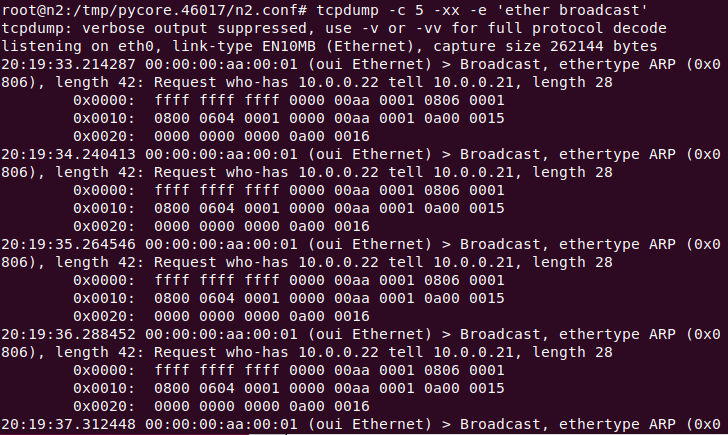 root@n2:/tmp/pycore.46017/n2.conf# tcpdump -c 5 -xx -e 'ether broadcast'
tcpdump: verbose output suppressed, use -v or -vv for full protocol decode
listening on eth0, link-type EN10MB (Ethernet), capture size 262144 bytes
20:19:33.214287 00:00:00:aa:00:01 (oui Ethernet) > Broadcast, ethertype ARP (0x0
806), length 42: Request who-has 10.0.0.22 tell 10.0.0.21, length 28
        0x0000:  ffff ffff ffff 0000 00aa 0001 0806 0001
        0x0010:  0800 0604 0001 0000 00aa 0001 0a00 0015
        0x0020:  0000 0000 0000 0a00 0016
20:19:34.240413 00:00:00:aa:00:01 (oui Ethernet) > Broadcast, ethertype ARP (0x0
806), length 42: Request who-has 10.0.0.22 tell 10.0.0.21, length 28
        0x0000:  ffff ffff ffff 0000 00aa 0001 0806 0001
        0x0010:  0800 0604 0001 0000 00aa 0001 0a00 0015
        0x0020:  0000 0000 0000 0a00 0016
20:19:35.264546 00:00:00:aa:00:01 (oui Ethernet) > Broadcast, ethertype ARP (0x0
806), length 42: Request who-has 10.0.0.22 tell 10.0.0.21, length 28
        0x0000:  ffff ffff ffff 0000 00aa 0001 0806 0001
        0x0010:  0800 0604 0001 0000 00aa 0001 0a00 0015
        0x0020:  0000 0000 0000 0a00 0016
20:19:36.288452 00:00:00:aa:00:01 (oui Ethernet) > Broadcast, ethertype ARP (0x0
806), length 42: Request who-has 10.0.0.22 tell 10.0.0.21, length 28
        0x0000:  ffff ffff ffff 0000 00aa 0001 0806 0001
        0x0010:  0800 0604 0001 0000 00aa 0001 0a00 0015
        0x0020:  0000 0000 0000 0a00 0016
20:19:37.312448 00:00:00:aa:00:01 (oui Ethernet) > Broadcast, ethertype ARP (0x0